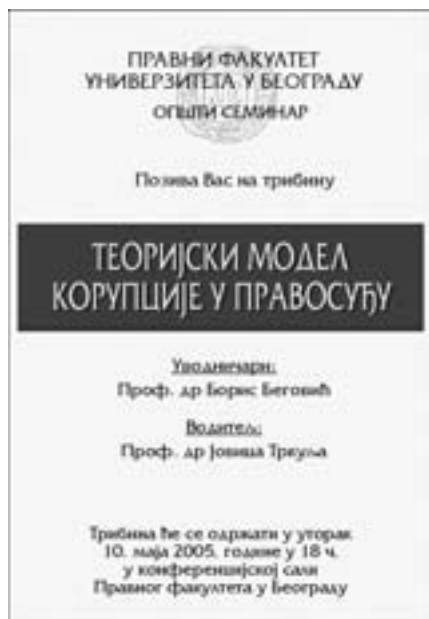 ПРАВНИ ФАКУЛТЕТ
УНИВЕРЗИТЕТА У БЕОГРАДУ
ОПШТИ СЕМИНАР
Позива Вас на трибину
ТЕОРИЈСКИ МОДЕЛ
КОРУПЦИЈЕ У ПРАВОСУЂУ
Уводничари:
Проф. др Борис Беговић
Водитељ:
Проф. др Јовица Тркуља
Трибина ће се одржати у уторак
10. маја 2005. године у 18 ч.
у конференцијској сали
Правног факултета у Београду